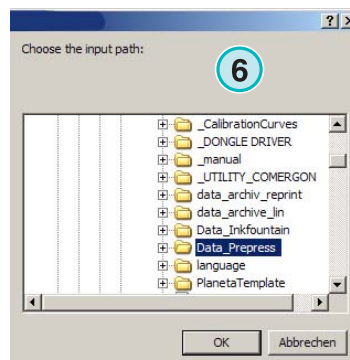 Choose the input path:
6
_CalibrationCurves
_DONGLE DRIVER
_manual
_UTILITY_COMERGON
data_archiv_reprint
data_archive_lin
Data_Inkfountain
Data_Prepress
language
PlanetaTemplate
OK Abbrechen